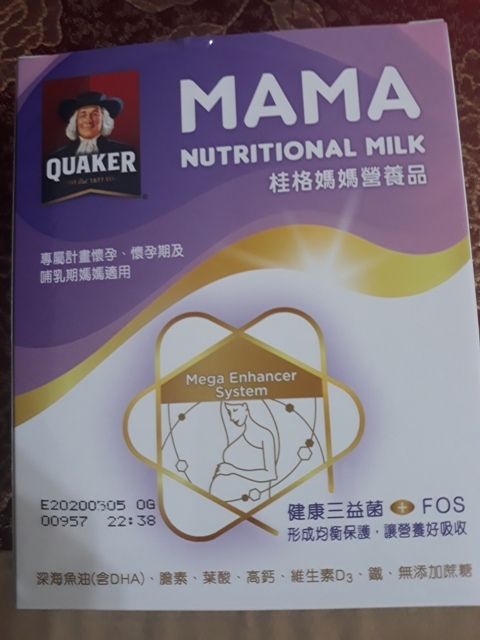 MAMA
NUTRITIONAL MILK
桂格媽媽營養品
QUAKER
專屬計畫懷孕、懷孕期及
哺乳期媽媽適用
Mega Enhancer
System
E20200305 OG
00957 22:38
健康三益菌 + FOS
形成均衡保護，讓營養好吸收
深海魚油(含DHA)、膽素、葉酸、高鈣、維生素D3、鐵、無添加蔗糖